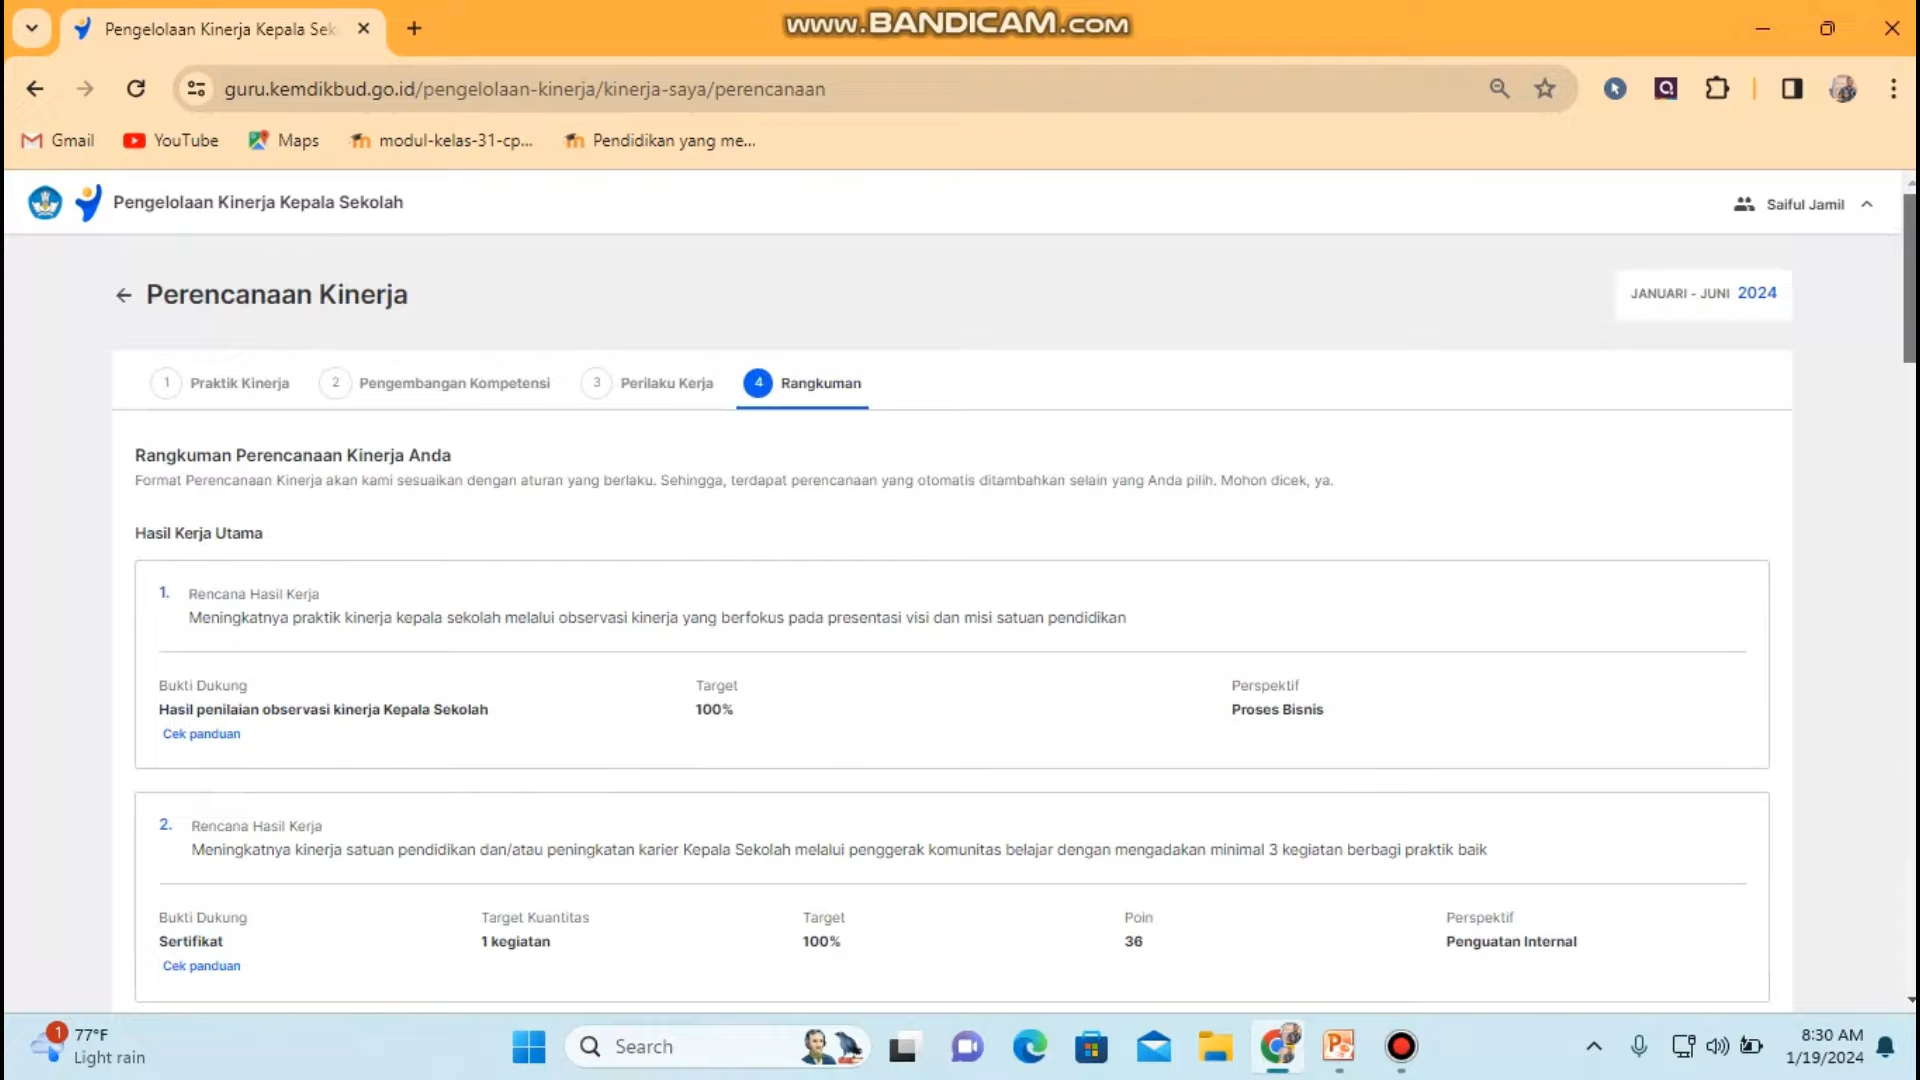 Pengelolaan Kinerja Kepala Sek
www.BANDICAM.com
guru.kemdikbud.go.id/pengelolaan-kinerja/kinerja-saya/perencanaan
Gmail YouTube Maps modul-kelas-31-cp... Pendidikan yang me...
Pengelolaan Kinerja Kepala Sekolah
Saiful Jamil
Perencanaan Kinerja
JANUARI - JUNI 2024
1 Praktik Kinerja 2 Pengembangan Kompetensi 3 Perilaku Kerja 4 Rangkuman
Rangkuman Perencanaan Kinerja Anda
Format Perencanaan Kinerja akan kami sesuaikan dengan aturan yang berlaku. Sehingga, terdapat perencanaan yang otomatis ditambahkan selain yang Anda pilih. Mohon dicek, ya.
Hasil Kerja Utama
1. Rencana Hasil Kerja
Meningkatnya praktik kinerja kepala sekolah melalui observasi kinerja yang berfokus pada presentasi visi dan misi satuan pendidikan
Bukti Dukung Target Perspektif
Hasil penilaian observasi kinerja Kepala Sekolah 100% Proses Bisnis
Cek panduan
2. Rencana Hasil Kerja
Meningkatnya kinerja satuan pendidikan dan/atau peningkatan karier Kepala Sekolah melalui penggerak komunitas belajar dengan mengadakan minimal 3 kegiatan berbagi praktik baik
Bukti Dukung Target Kuantitas Target Poin Perspektif
Sertifikat 1 kegiatan 100% 36 Penguatan Internal
Cek panduan
1 77°F
Light rain
Search
8:30 AM
1/19/2024